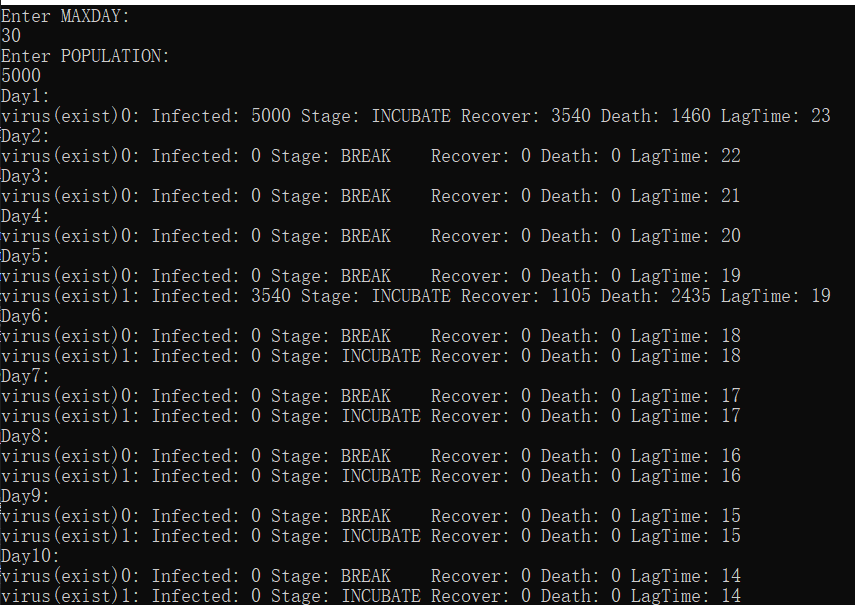 Enter MAXDAY:
30
Enter POPULATION:
5000
Day1:
virus(exist)0: Infected: 5000 Stage: INCUBATE Recover: 3540 Death: 1460 LagTime: 23
Day2:
virus(exist)0: Infected: 0 Stage: BREAK    Recover: 0 Death: 0 LagTime: 22
Day3:
virus(exist)0: Infected: 0 Stage: BREAK    Recover: 0 Death: 0 LagTime: 21
Day4:
virus(exist)0: Infected: 0 Stage: BREAK    Recover: 0 Death: 0 LagTime: 20
Day5:
virus(exist)0: Infected: 0 Stage: BREAK    Recover: 0 Death: 0 LagTime: 19
virus(exist)1: Infected: 3540 Stage: INCUBATE Recover: 1105 Death: 2435 LagTime: 19
Day6:
virus(exist)0: Infected: 0 Stage: BREAK    Recover: 0 Death: 0 LagTime: 18
virus(exist)1: Infected: 0 Stage: INCUBATE Recover: 0 Death: 0 LagTime: 18
Day7:
virus(exist)0: Infected: 0 Stage: BREAK    Recover: 0 Death: 0 LagTime: 17
virus(exist)1: Infected: 0 Stage: INCUBATE Recover: 0 Death: 0 LagTime: 17
Day8:
virus(exist)0: Infected: 0 Stage: BREAK    Recover: 0 Death: 0 LagTime: 16
virus(exist)1: Infected: 0 Stage: INCUBATE Recover: 0 Death: 0 LagTime: 16
Day9:
virus(exist)0: Infected: 0 Stage: BREAK    Recover: 0 Death: 0 LagTime: 15
virus(exist)1: Infected: 0 Stage: INCUBATE Recover: 0 Death: 0 LagTime: 15
Day10:
virus(exist)0: Infected: 0 Stage: BREAK    Recover: 0 Death: 0 LagTime: 14
virus(exist)1: Infected: 0 Stage: INCUBATE Recover: 0 Death: 0 LagTime: 14